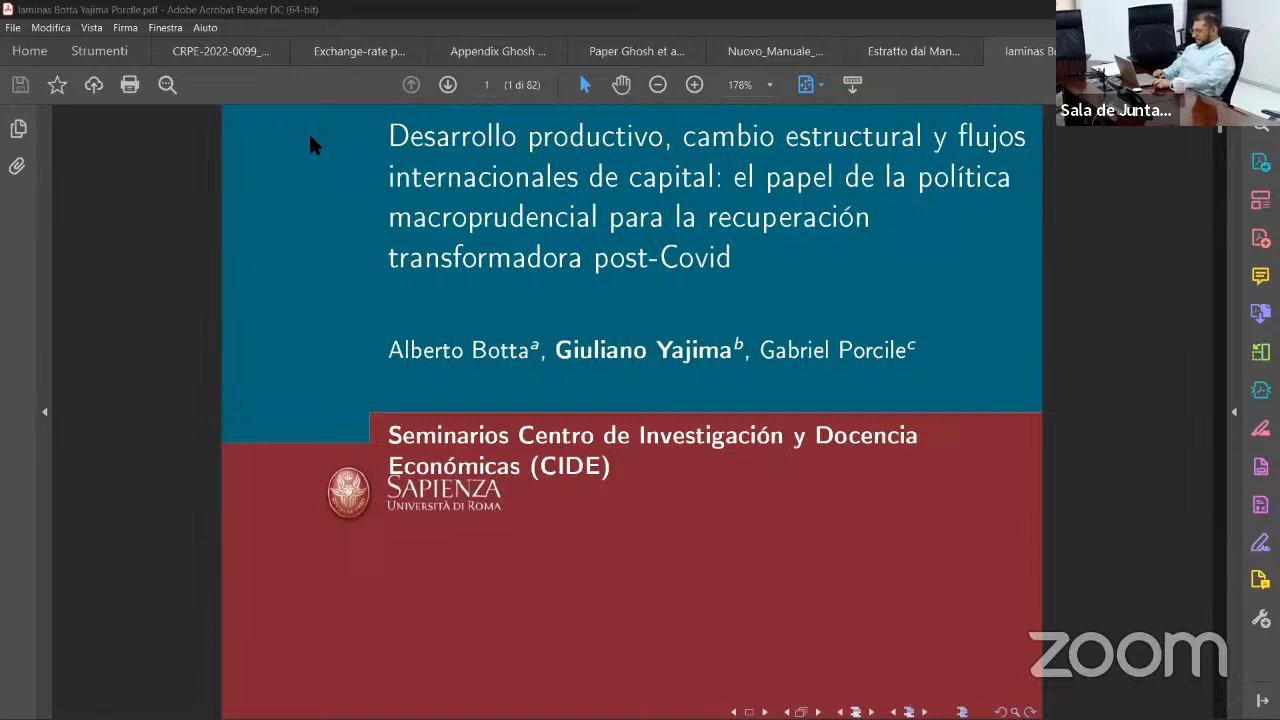 laminas Botta Yajima Porcile.pdf - Adobe Acrobat Reader DC (64-bit)
File Modifica Vista Firma Finestra Aiuto
Home Strumenti CRPE-2022-0099_... Exchange-rate p... Appendix Ghosh ... Paper Ghosh et a... Nuovo_Manuale_... Estratto dal Man... laminas Bo
1 (1 di 82) 178%
Sala de Junta...
Desarrollo productivo, cambio estructural y flujos
internacionales de capital: el papel de la política
macroprudencial para la recuperación
transformadora post-Covid
Alberto Bottaᵃ, Giuliano Yajimaᵇ, Gabriel Porcileᶜ
Seminarios Centro de Investigación y Docencia
Económicas (CIDE)
SAPIENZA
UNIVERSITÀ DI ROMA
zoom